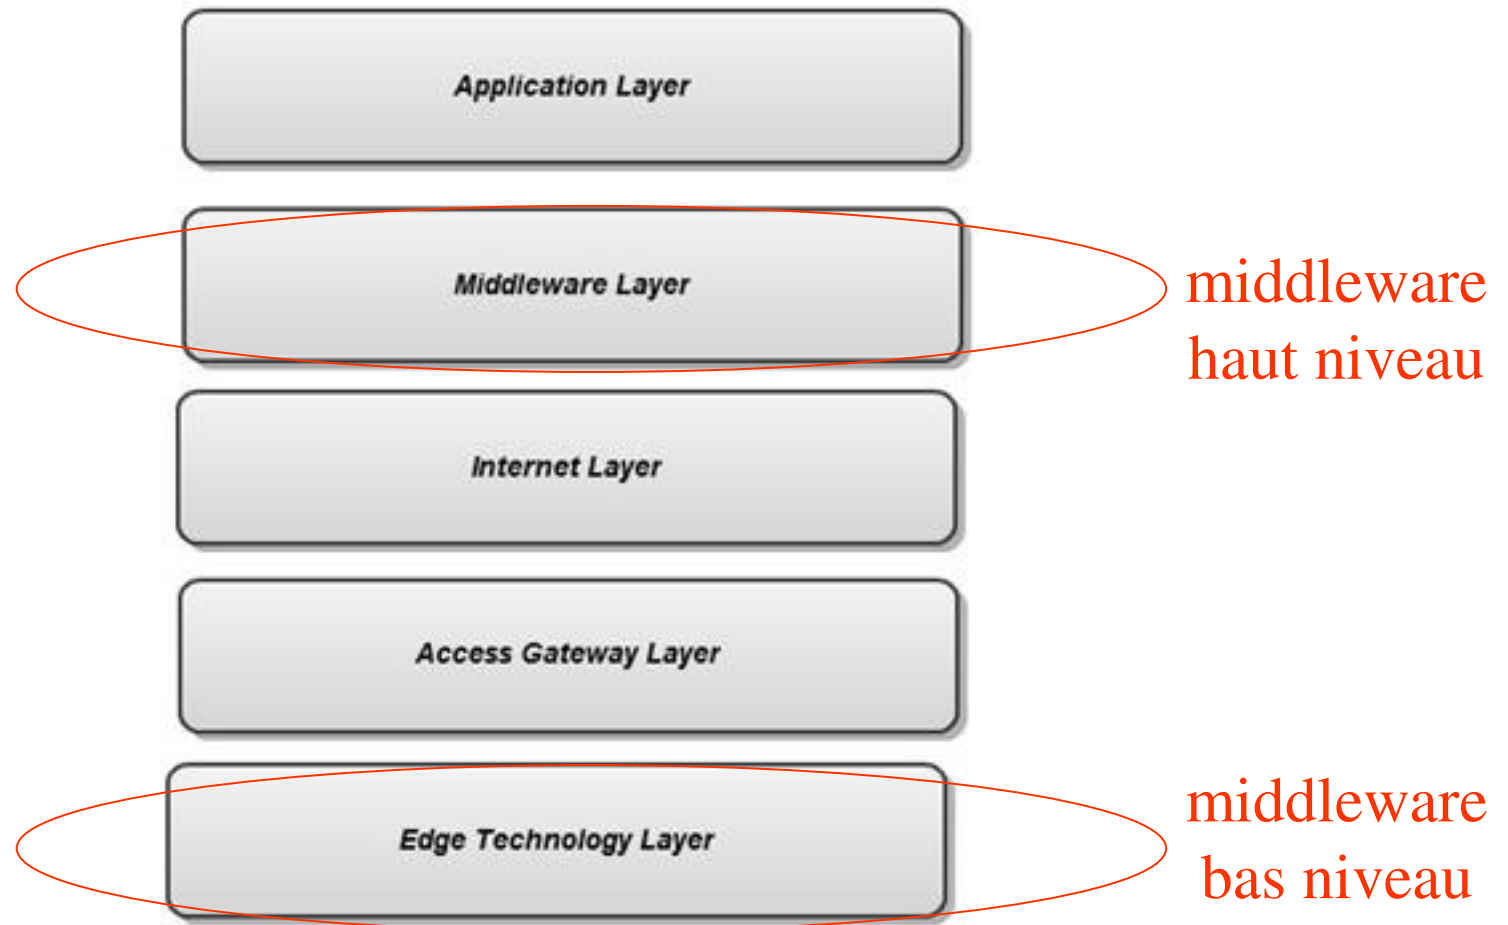 Application Layer
Middleware Layer
middleware
haut niveau
Internet Layer
Access Gateway Layer
Edge Technology Layer
middleware
bas niveau